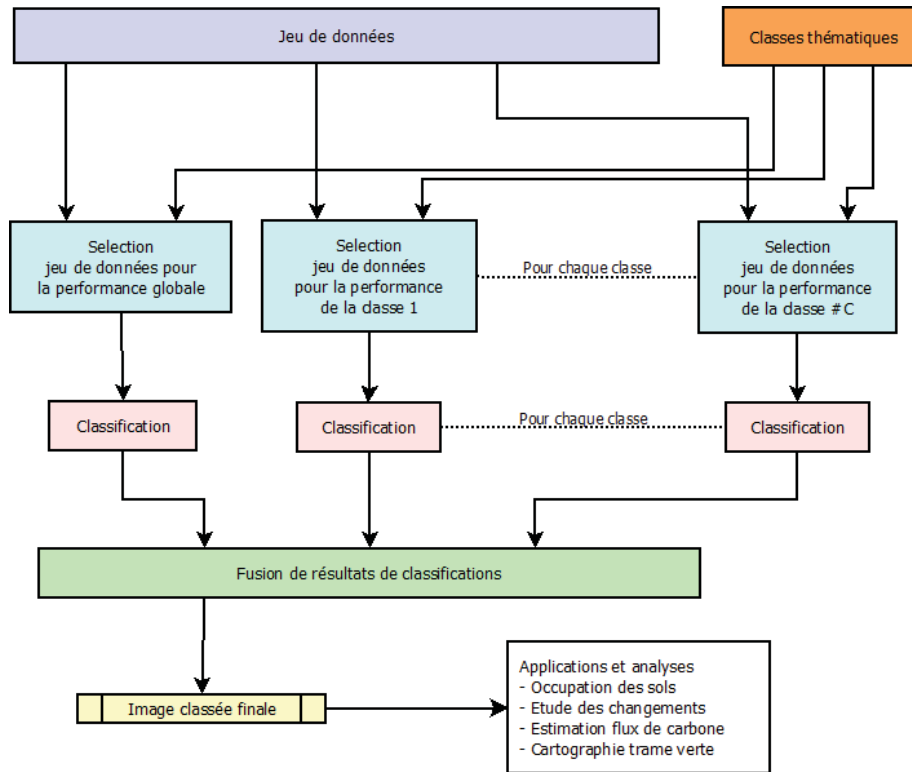 Jeu de données
Classes thématiques
Selection
jeu de données pour
la performance globale
Selection
jeu de données
pour la performance
de la classe 1
Pour chaque classe
Selection
jeu de données
pour la performance
de la classe #C
Classification
Classification
Pour chaque classe
Classification
Fusion de résultats de classifications
Image classée finale
Applications et analyses
- Occupation des sols
- Etude des changements
- Estimation flux de carbone
- Cartographie trame verte